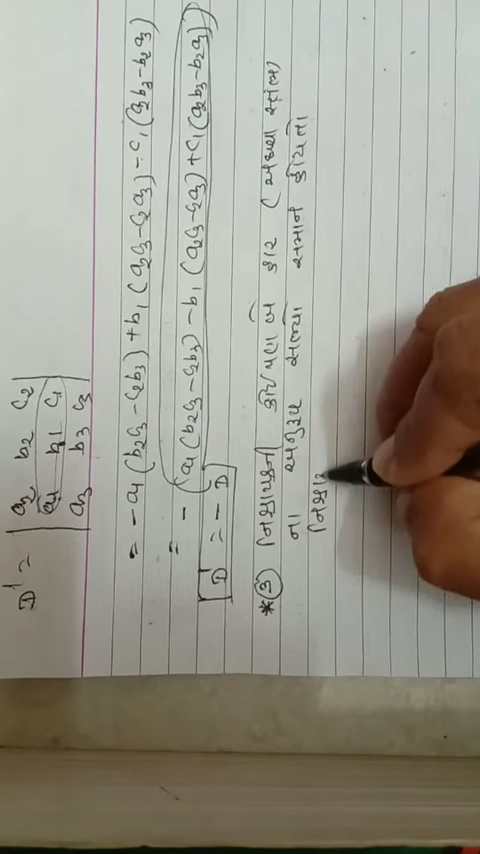 D' = | a2 b2 c2 |
| a1 b1 c1 |
| a3 b3 c3 |
= -a1(b2c3 - c2b3) + b1(a2c3 - c2a3) - c1(a2b3 - b2a3)
= -(a1(b2c3 - c2b3) - b1(a2c3 - c2a3) + c1(a2b3 - b2a3))
D' = -D
*(3) નિશ્ચાયકની કોઈપણ બે હાર (અથવા સ્તંભ)
ના અનુરૂપ સભ્યો સમાન હોય તો
નિશ્ચા